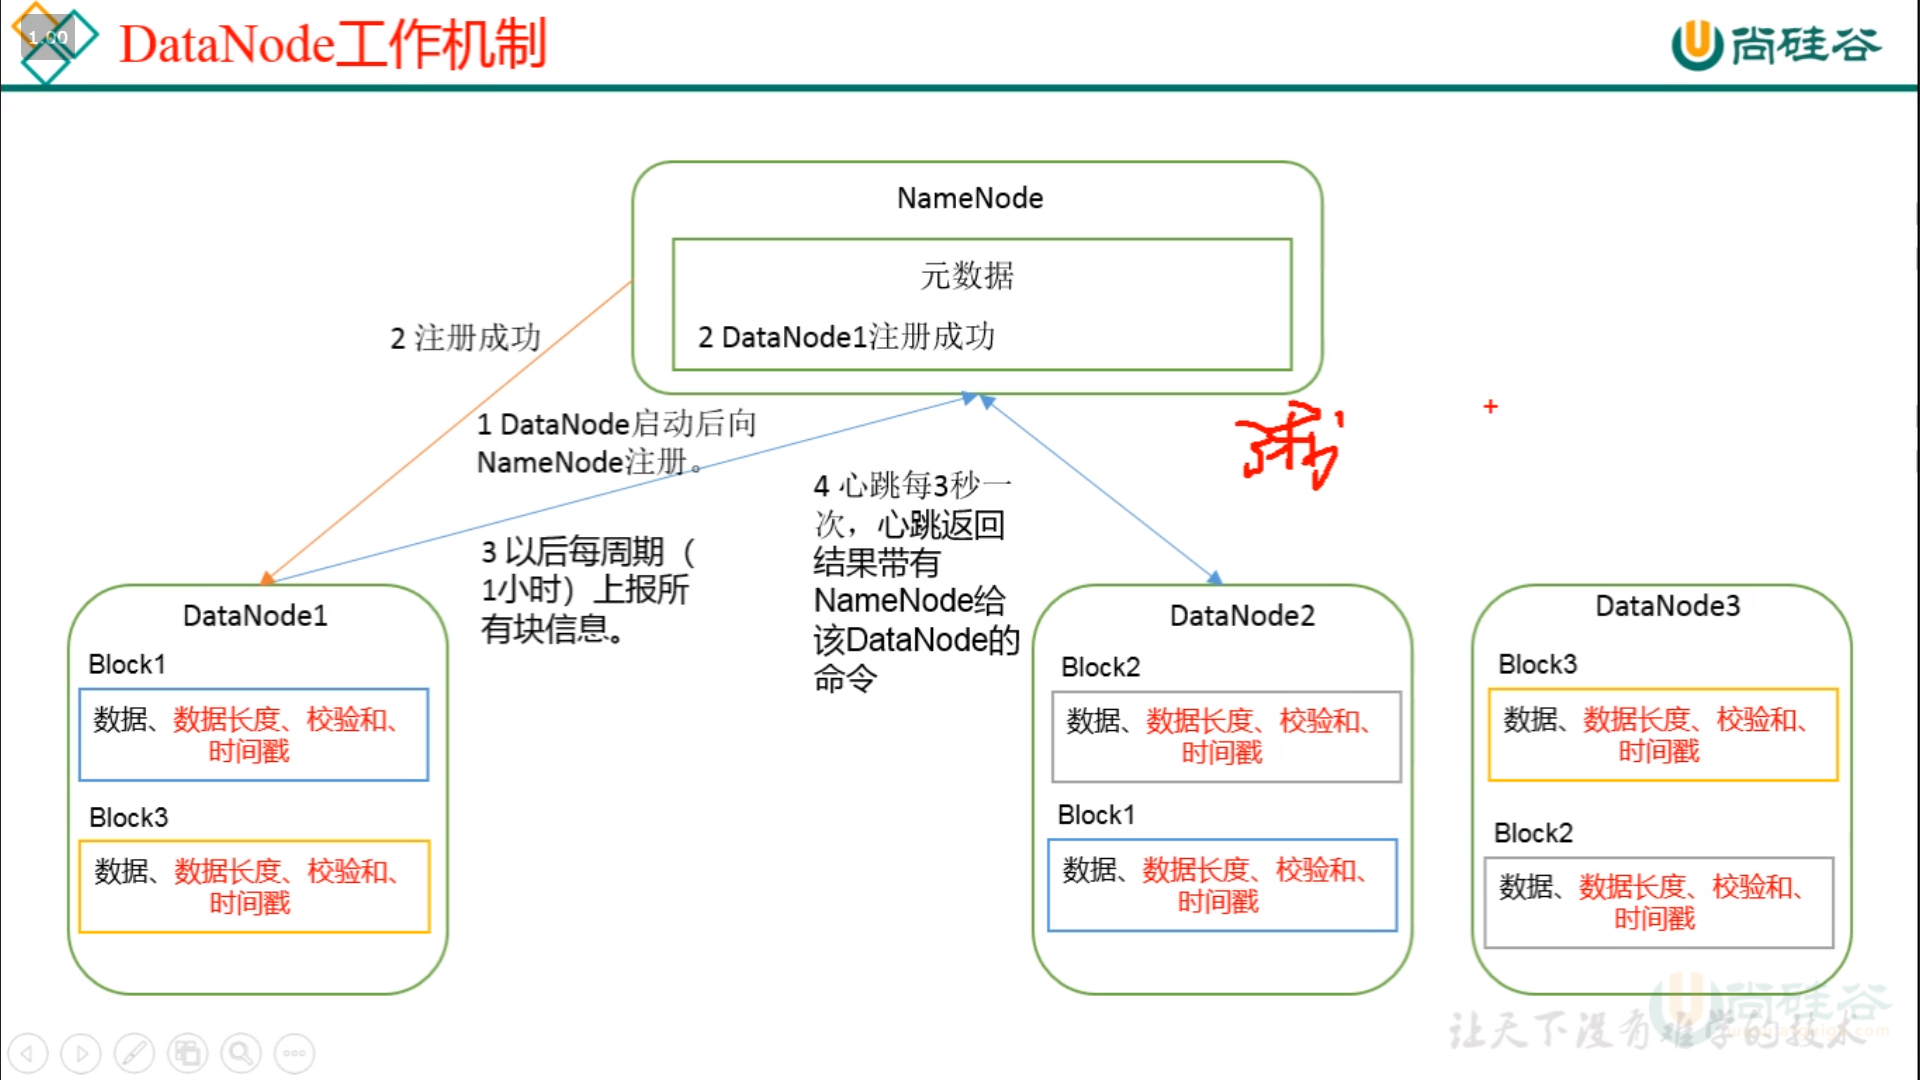 1.00
DataNode工作机制
尚硅谷
NameNode
元数据
2 DataNode1注册成功
2 注册成功
1 DataNode启动后向
NameNode注册。
3 以后每周期（
1小时）上报所
有块信息。
4 心跳每3秒一
次，心跳返回
结果带有
NameNode给
该DataNode的
命令
DataNode1
Block1
数据、数据长度、校验和、
时间戳
Block3
数据、数据长度、校验和、
时间戳
DataNode2
Block2
数据、数据长度、校验和、
时间戳
Block1
数据、数据长度、校验和、
时间戳
DataNode3
Block3
数据、数据长度、校验和、
时间戳
Block2
数据、数据长度、校验和、
时间戳
尚硅谷
让天下没有难学的技术